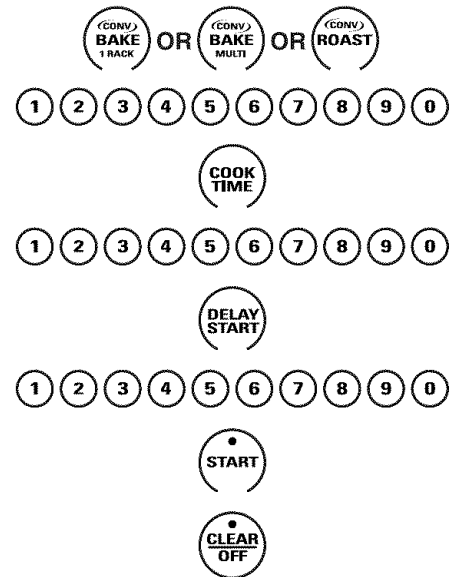 CONV CONV CONV
BAKE OR BAKE OR ROAST
1 RACK MULTI
1 2 3 4 5 6 7 8 9 0
COOK
TIME
1 2 3 4 5 6 7 8 9 0
DELAY
START
1 2 3 4 5 6 7 8 9 0
START
CLEAR
OFF